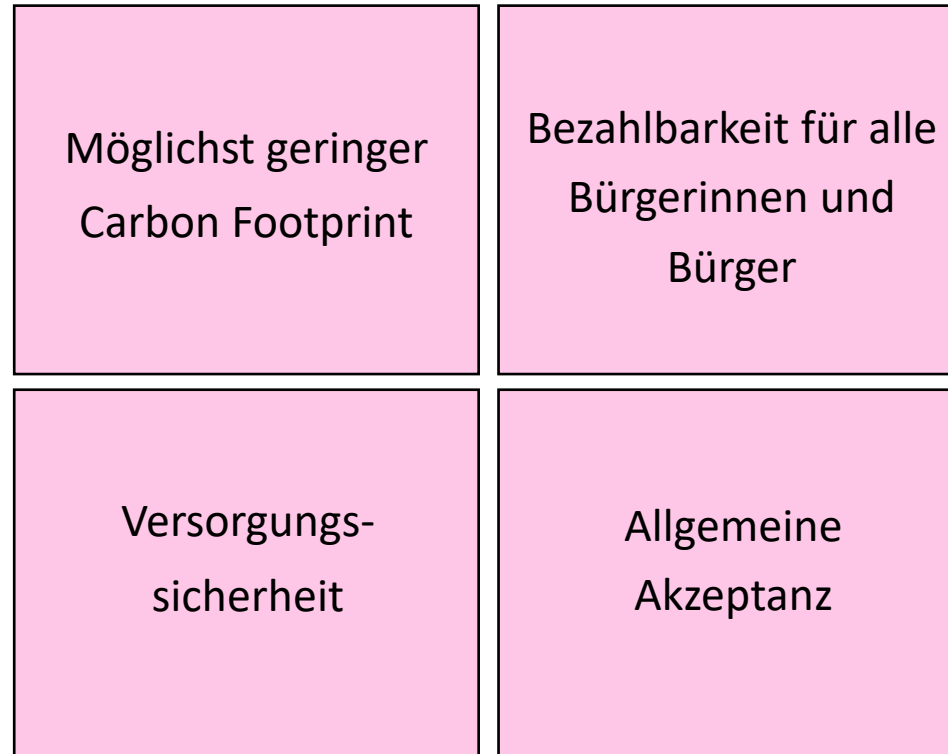 Möglichst geringer
Carbon Footprint
Bezahlbarkeit für alle
Bürgerinnen und
Bürger
Versorgungs-
sicherheit
Allgemeine
Akzeptanz